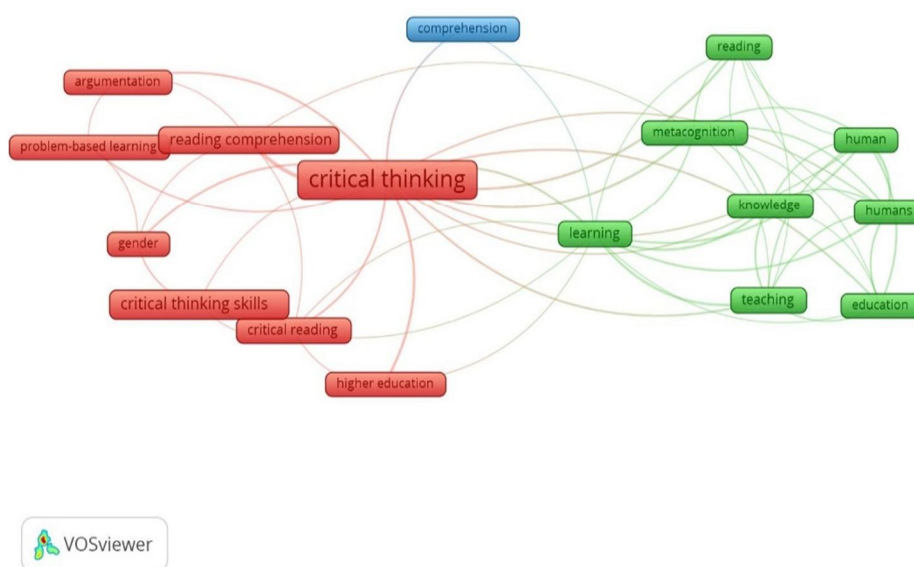 comprehension
reading
argumentation
metacognition
problem-based learning
reading comprehension
human
critical thinking
knowledge
humans
learning
gender
critical thinking skills
teaching
education
critical reading
higher education
VOSviewer